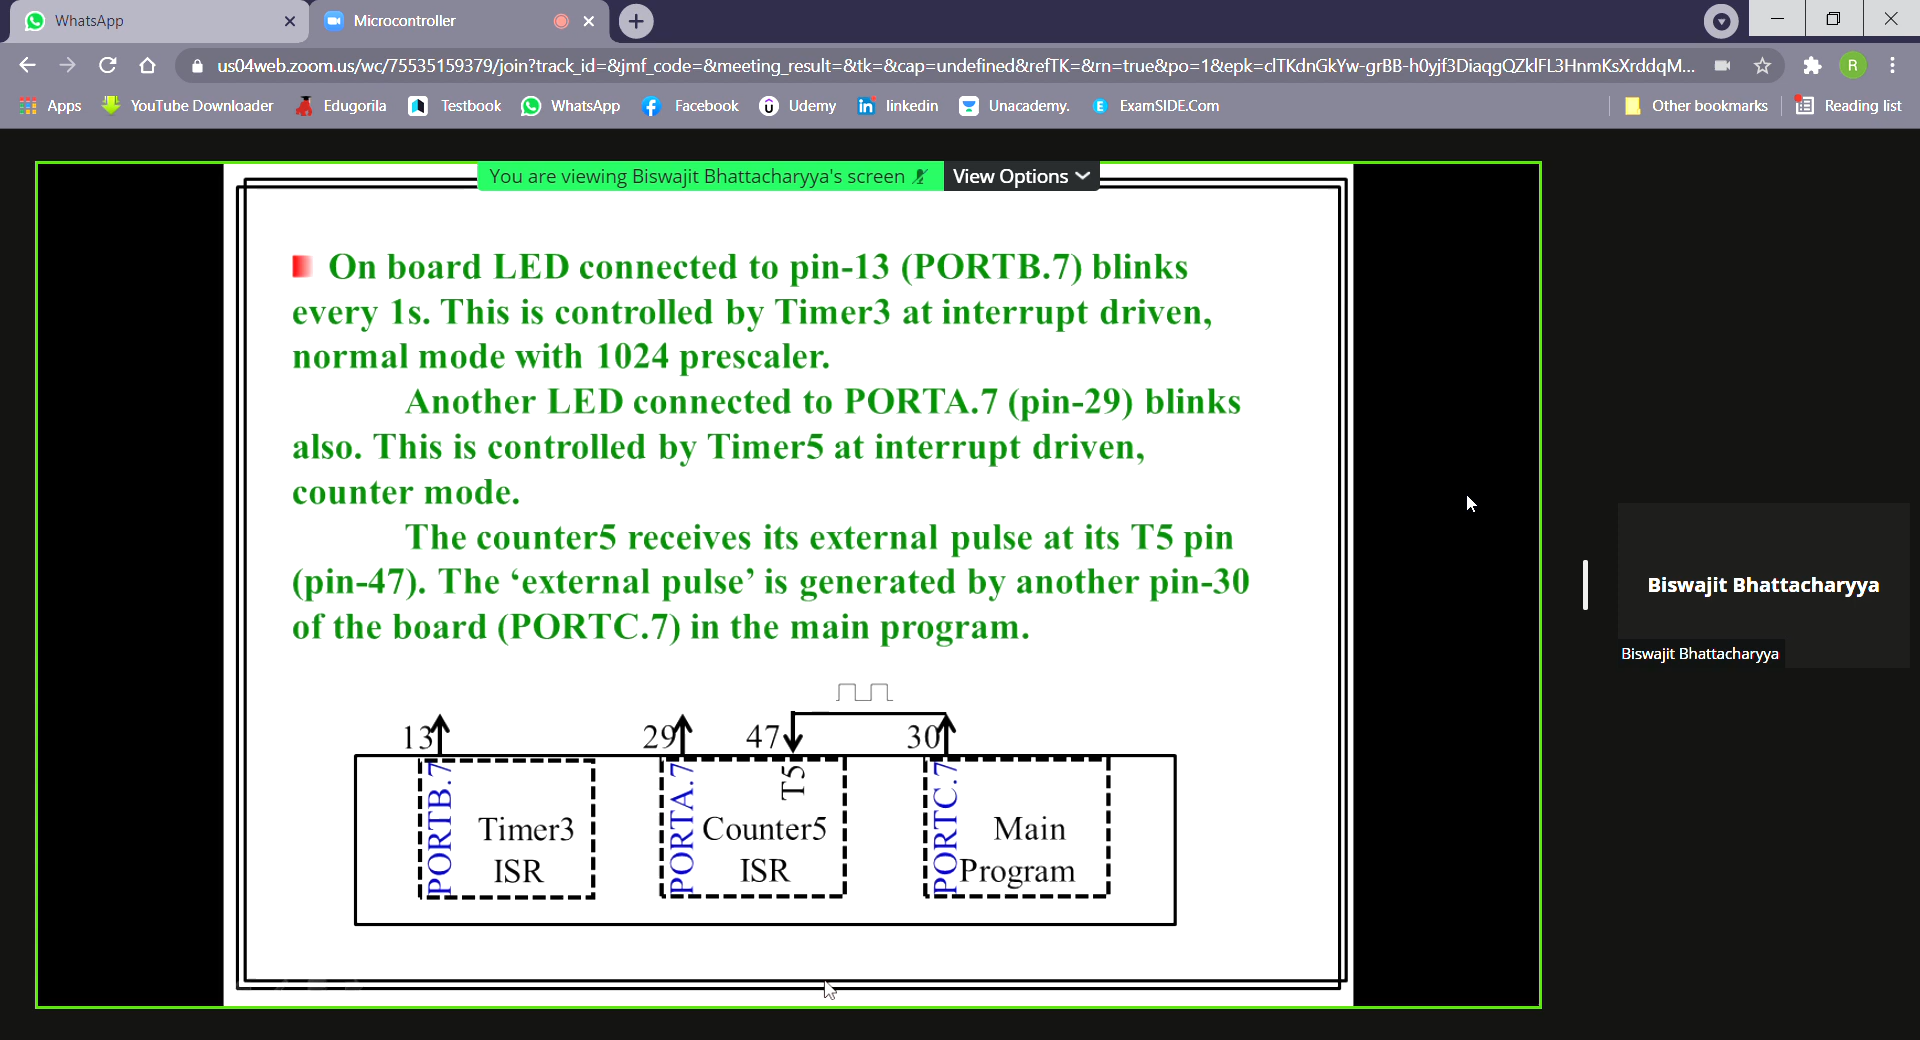 WhatsApp
Microcontroller
us04web.zoom.us/wc/75535159379/join?track_id=&jmf_code=&meeting_result=&tk=&cap=undefined&refTK=&rn=true&po=1&epk=clTKdnGkYw-grBB-h0yjf3DiaqgQZklFL3HnmKsXrddqM...
R
Apps YouTube Downloader Edugorila Testbook WhatsApp Facebook Udemy linkedin Unacademy. ExamSIDE.Com Other bookmarks Reading list
You are viewing Biswajit Bhattacharyya's screen View Options
On board LED connected to pin-13 (PORTB.7) blinks
every 1s. This is controlled by Timer3 at interrupt driven,
normal mode with 1024 prescaler.
Another LED connected to PORTA.7 (pin-29) blinks
also. This is controlled by Timer5 at interrupt driven,
counter mode.
The counter5 receives its external pulse at its T5 pin
(pin-47). The ‘external pulse’ is generated by another pin-30
of the board (PORTC.7) in the main program.
13 29 47 30
PORTB.7
Timer3
ISR
PORTA.7
T5
Counter5
ISR
PORTC.7
Main
Program
Biswajit Bhattacharyya
Biswajit Bhattacharyya